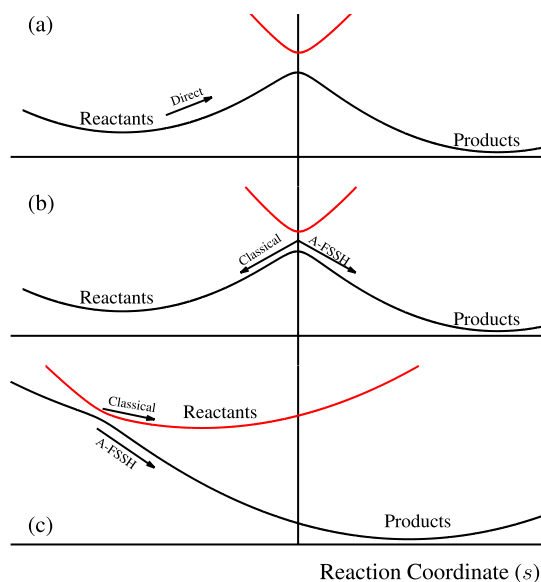 (a)
Direct
Reactants
Products
(b)
Classical
A-FSSH
Reactants
Products
Classical
Reactants
A-FSSH
(c)
Products
Reaction Coordinate (s)